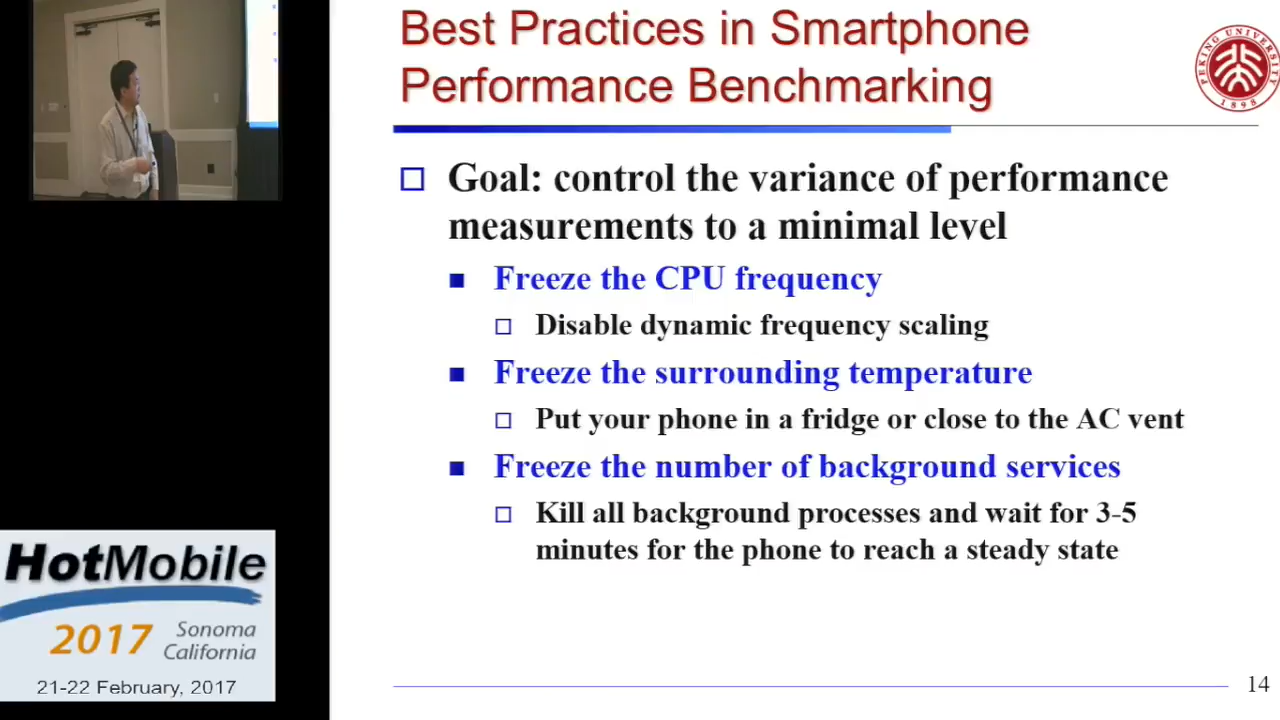 Best Practices in Smartphone
Performance Benchmarking
PEKING UNIVERSITY
1898
Goal: control the variance of performance
measurements to a minimal level
Freeze the CPU frequency
Disable dynamic frequency scaling
Freeze the surrounding temperature
Put your phone in a fridge or close to the AC vent
Freeze the number of background services
Kill all background processes and wait for 3-5
minutes for the phone to reach a steady state
HotMobile
2017
Sonoma
California
21-22 February, 2017
14